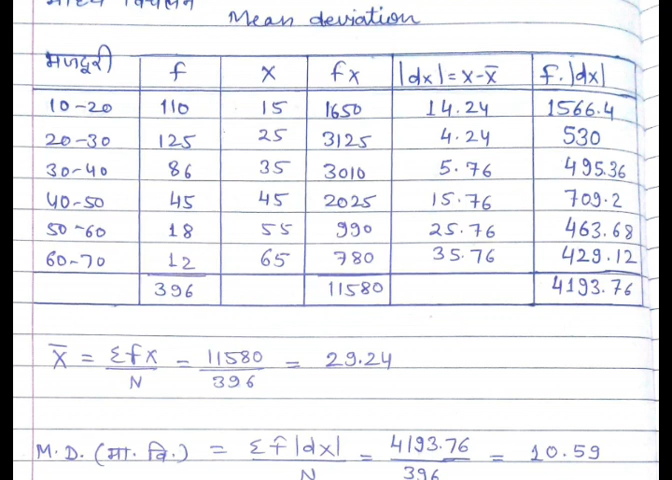 माध्य विचलन
Mean deviation
मजदूरी f X fx |dx|=x-x̅ f.|dx|
10-20 110 15 1650 14.24 1566.4
20-30 125 25 3125 4.24 530
30-40 86 35 3010 5.76 495.36
40-50 45 45 2025 15.76 709.2
50-60 18 55 990 25.76 463.68
60-70 12 65 780 35.76 429.12
396 11580 4193.76
X̅ = Σfx/N = 11580/396 = 29.24
M.D. (मा. वि.) = Σf|dx|/N = 4193.76/396 = 10.59